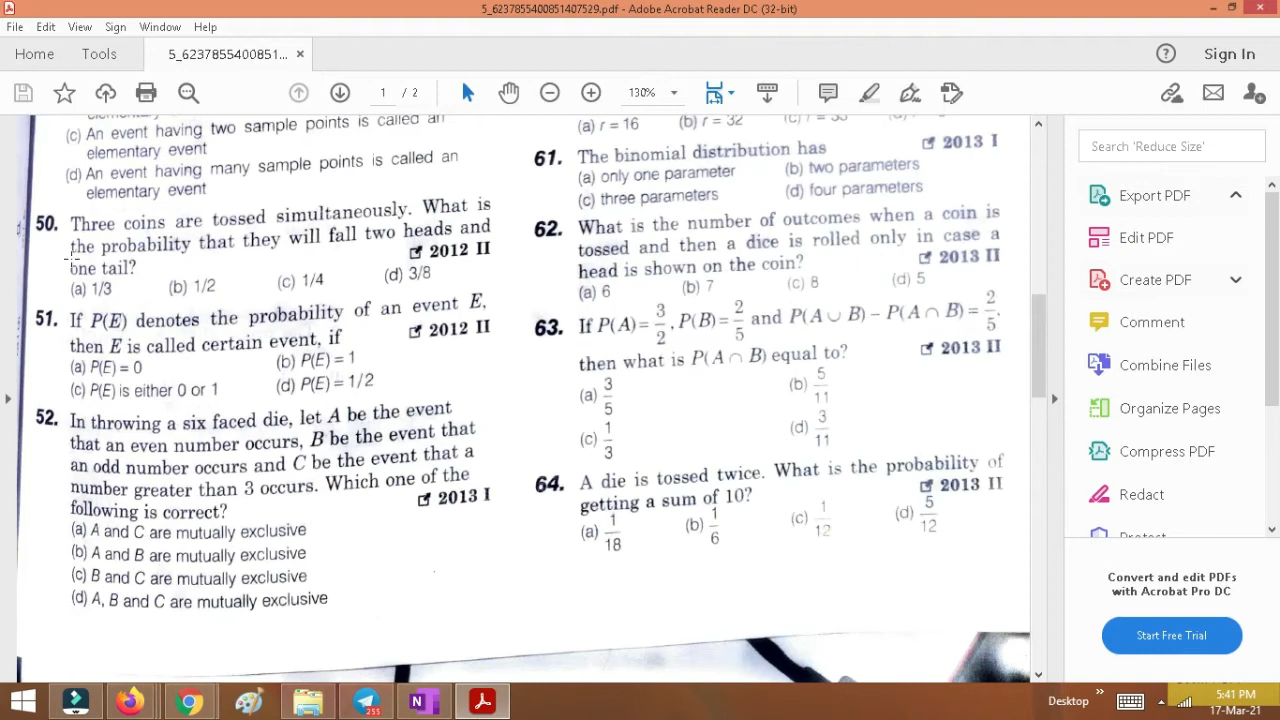 5_6237855400851407529.pdf - Adobe Acrobat Reader DC (32-bit)
File Edit View Sign Window Help
Home Tools 5_62378554008​51... × Sign In
1 / 2 130%
elementary event
(c) An event having two sample points is called an
elementary event
(d) An event having many sample points is called an
elementary event
50. Three coins are tossed simultaneously. What is
the probability that they will fall two heads and
one tail? 2012 II
(a) 1/3 (b) 1/2 (c) 1/4 (d) 3/8
51. If P(E) denotes the probability of an event E,
then E is called certain event, if 2012 II
(a) P(E) = 0 (b) P(E) = 1
(c) P(E) is either 0 or 1 (d) P(E) = 1/2
52. In throwing a six faced die, let A be the event
that an even number occurs, B be the event that
an odd number occurs and C be the event that a
number greater than 3 occurs. Which one of the
following is correct? 2013 I
(a) A and C are mutually exclusive
(b) A and B are mutually exclusive
(c) B and C are mutually exclusive
(d) A, B and C are mutually exclusive
(a) r = 16 (b) r = 32
61. The binomial distribution has 2013 I
(a) only one parameter (b) two parameters
(c) three parameters (d) four parameters
62. What is the number of outcomes when a coin is
tossed and then a dice is rolled only in case a
head is shown on the coin? 2013 II
(a) 6 (b) 7 (c) 8 (d) 5
63. If P(A) = 3/2, P(B) = 2/5 and P(A ∪ B) – P(A ∩ B) = 2/5,
then what is P(A ∩ B) equal to? 2013 II
(a) 3/5 (b) 5/11
(c) 1/3 (d) 3/11
64. A die is tossed twice. What is the probability of
getting a sum of 10? 2013 II
(a) 1/18 (b) 1/6 (c) 1/12 (d) 5/12
Search 'Reduce Size'
Export PDF
Edit PDF
Create PDF
Comment
Combine Files
Organize Pages
Compress PDF
Redact
Protect
Convert and edit PDFs
with Acrobat Pro DC
Start Free Trial
255
Desktop
5:41 PM
17-Mar-21